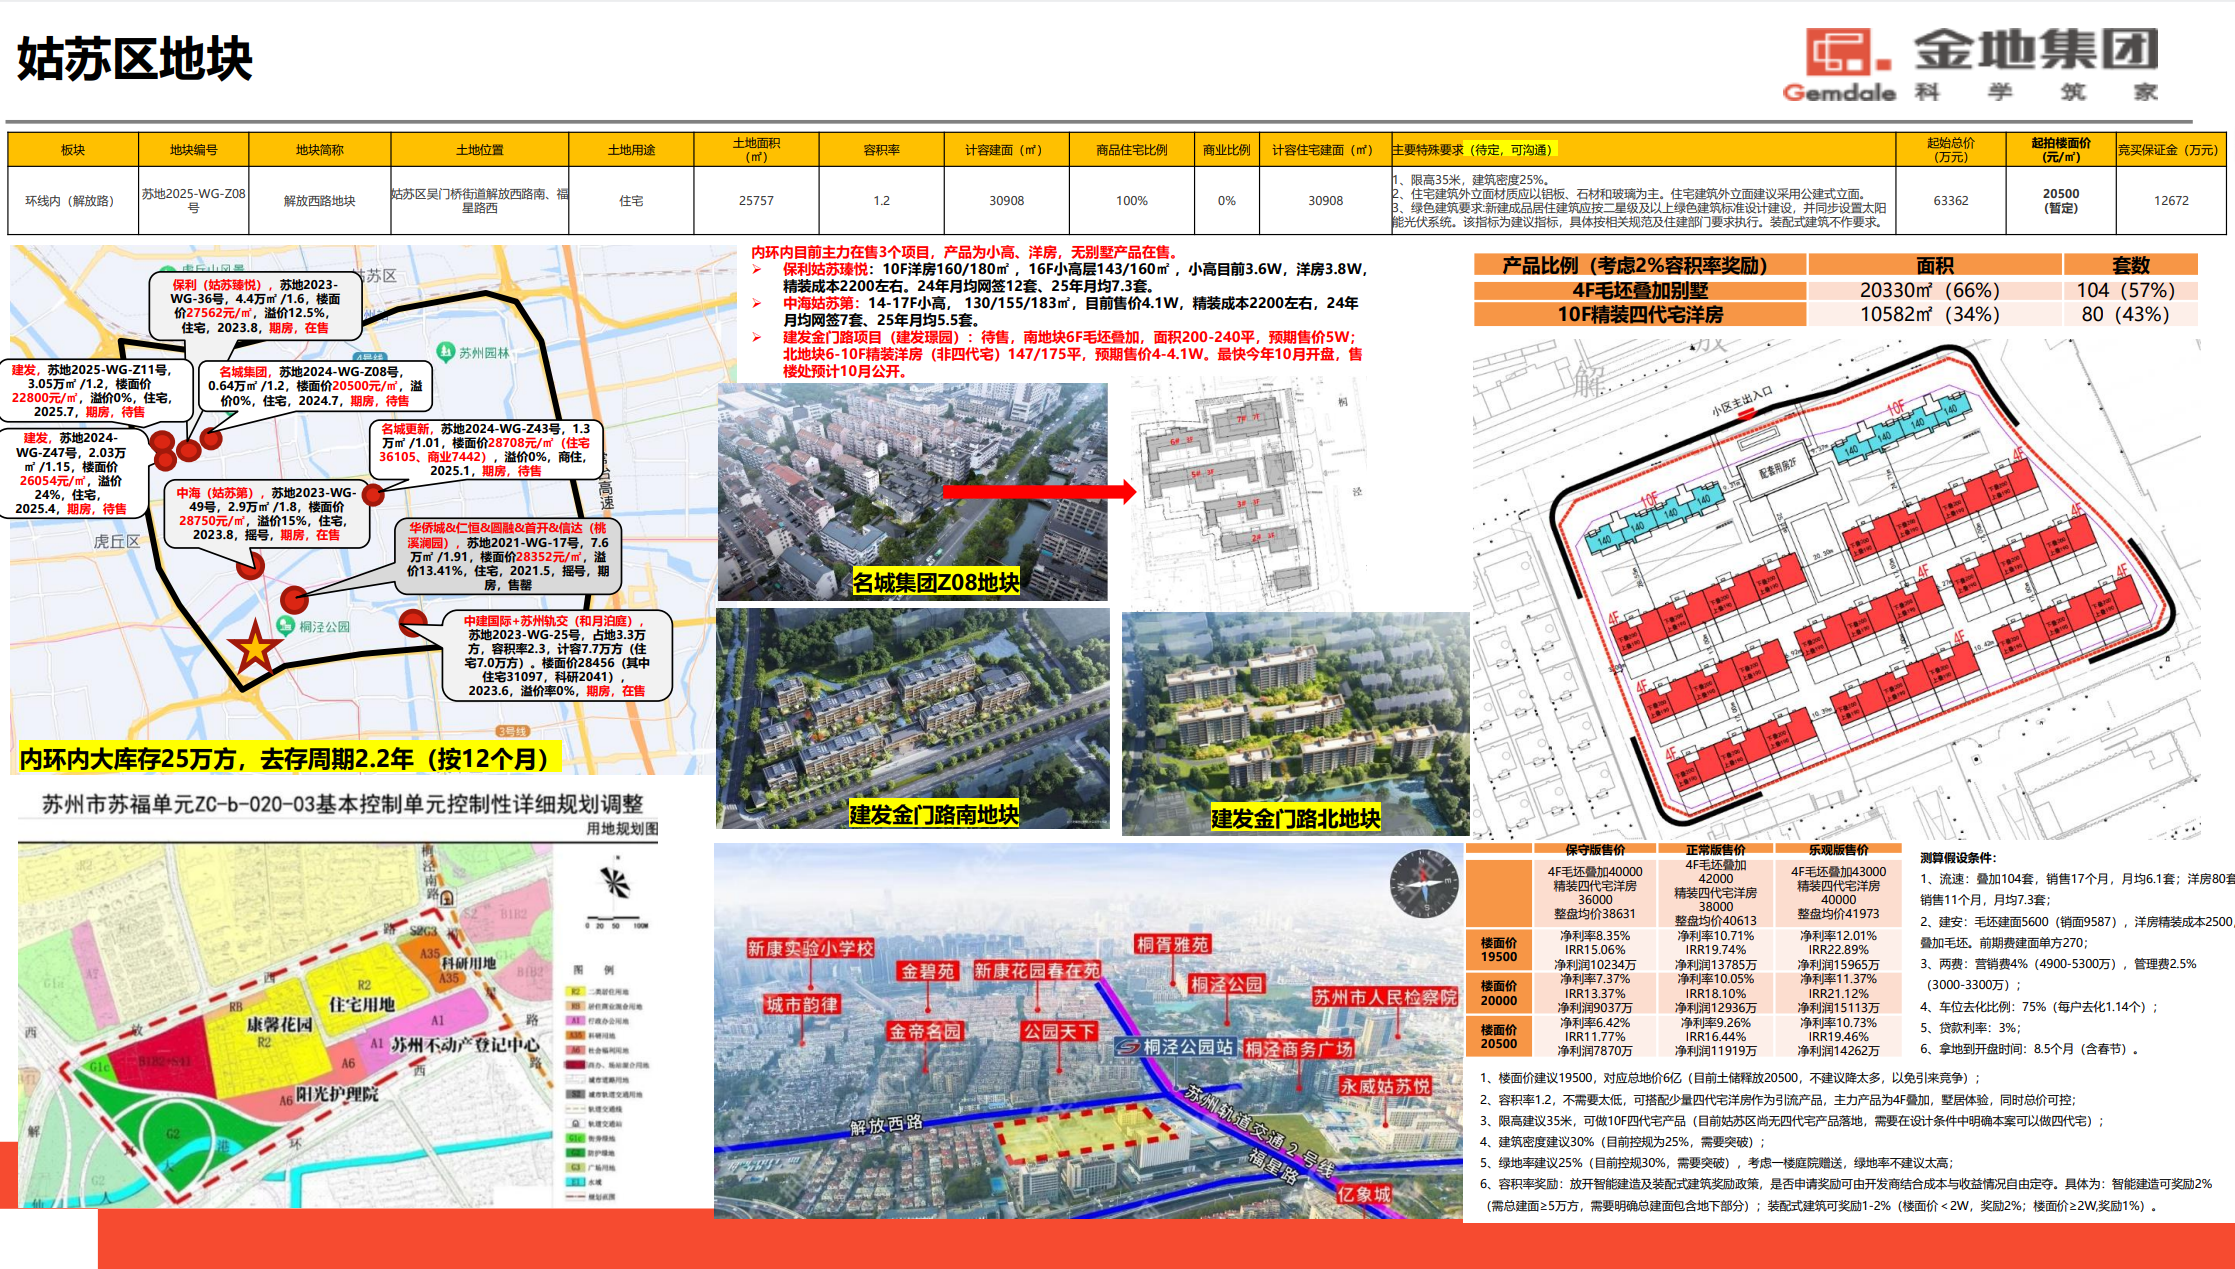 姑苏区地块
金地集团
Gemdale 科学筑家
板块 地块编号 地块简称 土地位置 土地用途 土地面积（㎡） 容积率 计容建面（㎡） 商品住宅比例 商业比例 计容住宅建面（㎡） 主要特殊要求（待定，可沟通） 起始总价（万元） 起拍楼面价（元/㎡） 竞买保证金（万元）
环线内（解放路） 苏地2025-WG-Z08号 解放西路地块 姑苏区吴门桥街道解放西路南、福星路西 住宅 25757 1.2 30908 100% 0% 30908
1、限高35米，建筑密度25%。
2、住宅建筑外立面材质应以铝板、石材和玻璃为主。住宅建筑外立面建议采用公建式立面。
3、绿色建筑要求:新建成品居住建筑应按二星级及以上绿色建筑标准设计建设，并同步设置太阳
能光伏系统。该指标为建议指标，具体按相关规范及住建部门要求执行。装配式建筑不作要求。
63362 20500（暂定） 12672
保利（姑苏臻悦），苏地2023-
WG-36号，4.4万㎡/1.6，楼面
价27562元/㎡，溢价12.5%，
住宅，2023.8，期房，在售
建发，苏地2025-WG-Z11号，
3.05万㎡/1.2，楼面价
22800元/㎡，溢价0%，住宅，
2025.7，期房，待售
名城集团，苏地2024-WG-Z08号，
0.64万㎡/1.2，楼面价20500元/㎡，溢
价0%，住宅，2024.7，期房，待售
建发，苏地2024-
WG-Z47号，2.03万
㎡/1.15，楼面价
26054元/㎡，溢价
24%，住宅，
2025.4，期房，待售
名城更新，苏地2024-WG-Z43号，1.3
万㎡/1.01，楼面价28708元/㎡（住宅
36105、商业7442），溢价0%，商住，
2025.1，期房，待售
中海（姑苏第），苏地2023-WG-
49号，2.9万㎡/1.8，楼面价
28750元/㎡，溢价15%，住宅，
2023.8，摇号，期房，在售
华侨城&仁恒&圆融&首开&信达（桃
溪澜园），苏地2021-WG-17号，7.6
万㎡/1.91，楼面价28352元/㎡，溢
价13.41%，住宅，2021.5，摇号，期
房，售罄
中建国际+苏州轨交（和月泊庭），
苏地2023-WG-25号，占地3.3万
方，容积率2.3，计容7.7万方（住
宅7.0万方）。楼面价28456（其中
住宅31097，科研2041），
2023.6，溢价率0%，期房，在售
虎丘区
苏州园林
桐泾公园
4号线
3号线
内环内大库存25万方，去存周期2.2年（按12个月）
内环内目前主力在售3个项目，产品为小高、洋房，无别墅产品在售。
保利姑苏臻悦：10F洋房160/180㎡，16F小高层143/160㎡，小高目前3.6W，洋房3.8W，
精装成本2200左右。24年月均网签12套、25年月均7.3套。
中海姑苏第：14-17F小高， 130/155/183㎡，目前售价4.1W，精装成本2200左右，24年
月均网签7套、25年月均5.5套。
建发金门路项目（建发璟园）：待售，南地块6F毛坯叠加，面积200-240平，预期售价5W；
北地块6-10F精装洋房（非四代宅）147/175平，预期售价4-4.1W。最快今年10月开盘，售
楼处预计10月公开。
名城集团Z08地块
建发金门路南地块
建发金门路北地块
产品比例（考虑2%容积率奖励） 面积 套数
4F毛坯叠加别墅 20330㎡（66%） 104（57%）
10F精装四代宅洋房 10582㎡（34%） 80（43%）
小区主出入口
配套用房2F
10F
140
4F
苏州市苏福单元ZC-b-020-03基本控制单元控制性详细规划调整
用地规划图
桐泾南路
科研用地
住宅用地
康馨花园
苏州不动产登记中心
阳光护理院
R2
A35
A1
A6
G1c
G2
图 例
新康实验小学校
城市韵律
金碧苑
新康花园春在苑
金帝名园
公园天下
桐胥雅苑
桐泾公园
苏州市人民检察院
桐泾公园站
桐泾商务广场
永威姑苏悦
解放西路
苏州轨道交通2号线
福星路
亿象城
保守版售价 正常版售价 乐观版售价
4F毛坯叠加40000 精装四代宅洋房36000 整盘均价38631
4F毛坯叠加42000 精装四代宅洋房38000 整盘均价40613
4F毛坯叠加43000 精装四代宅洋房40000 整盘均价41973
楼面价19500 净利率8.35% IRR15.06% 净利润10234万 净利率10.71% IRR19.74% 净利润13785万 净利率12.01% IRR22.89% 净利润15965万
楼面价20000 净利率7.37% IRR13.37% 净利润9037万 净利率10.05% IRR18.10% 净利润12936万 净利率11.37% IRR21.12% 净利润15113万
楼面价20500 净利率6.42% IRR11.77% 净利润7870万 净利率9.26% IRR16.44% 净利润11919万 净利率10.73% IRR19.46% 净利润14262万
测算假设条件：
1、流速：叠加104套，销售17个月，月均6.1套；洋房80套
销售11个月，月均7.3套；
2、建安：毛坯建面5600（销面9587），洋房精装成本2500，
叠加毛坯。前期费建面单方270；
3、两费：营销费4%（4900-5300万），管理费2.5%
（3000-3300万）；
4、车位去化比例：75%（每户去化1.14个）；
5、贷款利率：3%；
6、拿地到开盘时间：8.5个月（含春节）。
1、楼面价建议19500，对应总地价6亿（目前土储释放20500，不建议降太多，以免引来竞争）；
2、容积率1.2，不需要太低，可搭配少量四代宅洋房作为引流产品，主力产品为4F叠加，墅居体验，同时总价可控；
3、限高建议35米，可做10F四代宅产品（目前姑苏区尚无四代宅产品落地，需要在设计条件中明确本案可以做四代宅）；
4、建筑密度建议30%（目前控规为25%，需要突破）；
5、绿地率建议25%（目前控规30%，需要突破），考虑一楼庭院赠送，绿地率不建议太高；
6、容积率奖励：放开智能建造及装配式建筑奖励政策，是否申请奖励可由开发商结合成本与收益情况自由定夺。具体为：智能建造可奖励2%
（需总建面≥5万方，需要明确总建面包含地下部分）；装配式建筑可奖励1-2%（楼面价＜2W，奖励2%；楼面价≥2W,奖励1%）。